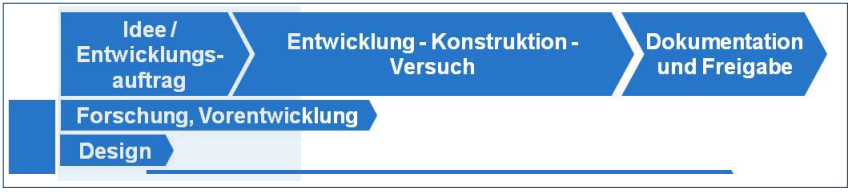 Idee /
Entwicklungs-
auftrag
Entwicklung - Konstruktion -
Versuch
Dokumentation
und Freigabe
Forschung, Vorentwicklung
Design